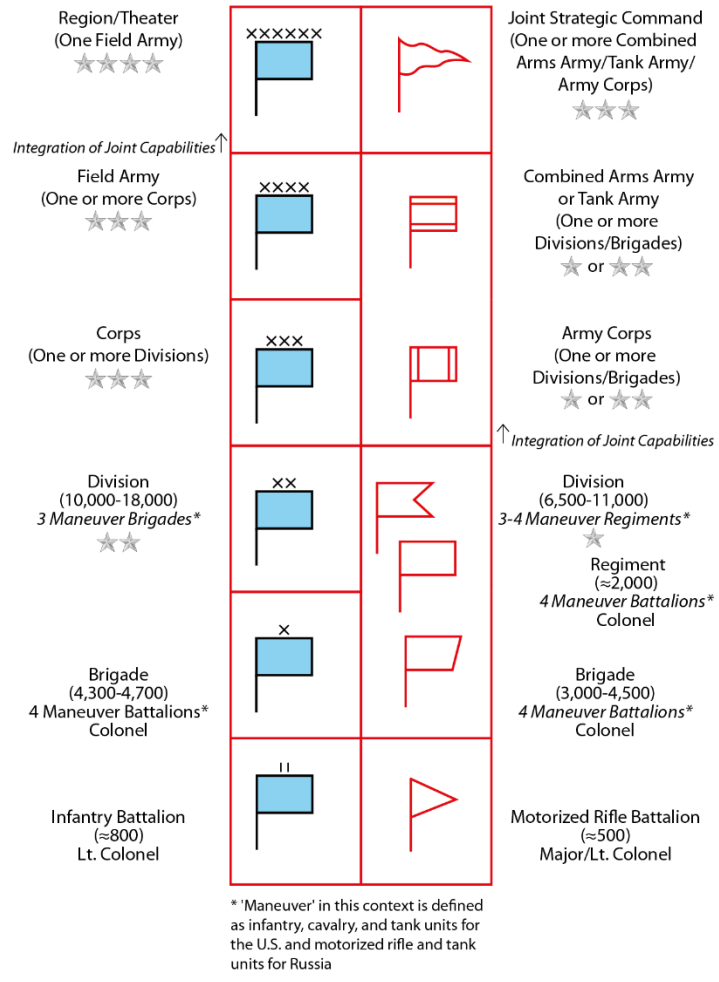 Region/Theater
(One Field Army)
××××××
Joint Strategic Command
(One or more Combined
Arms Army/Tank Army/
Army Corps)
Integration of Joint Capabilities ↑
Field Army
(One or more Corps)
××××
Combined Arms Army
or Tank Army
(One or more
Divisions/Brigades)
or
Corps
(One or more Divisions)
×××
Army Corps
(One or more
Divisions/Brigades)
or
↑ Integration of Joint Capabilities
Division
(10,000-18,000)
3 Maneuver Brigades*
××
Division
(6,500-11,000)
3-4 Maneuver Regiments*
Regiment
(≈2,000)
4 Maneuver Battalions*
Colonel
Brigade
(4,300-4,700)
4 Maneuver Battalions*
Colonel
×
Brigade
(3,000-4,500)
4 Maneuver Battalions*
Colonel
Infantry Battalion
(≈800)
Lt. Colonel
II
Motorized Rifle Battalion
(≈500)
Major/Lt. Colonel
* 'Maneuver' in this context is defined
as infantry, cavalry, and tank units for
the U.S. and motorized rifle and tank
units for Russia